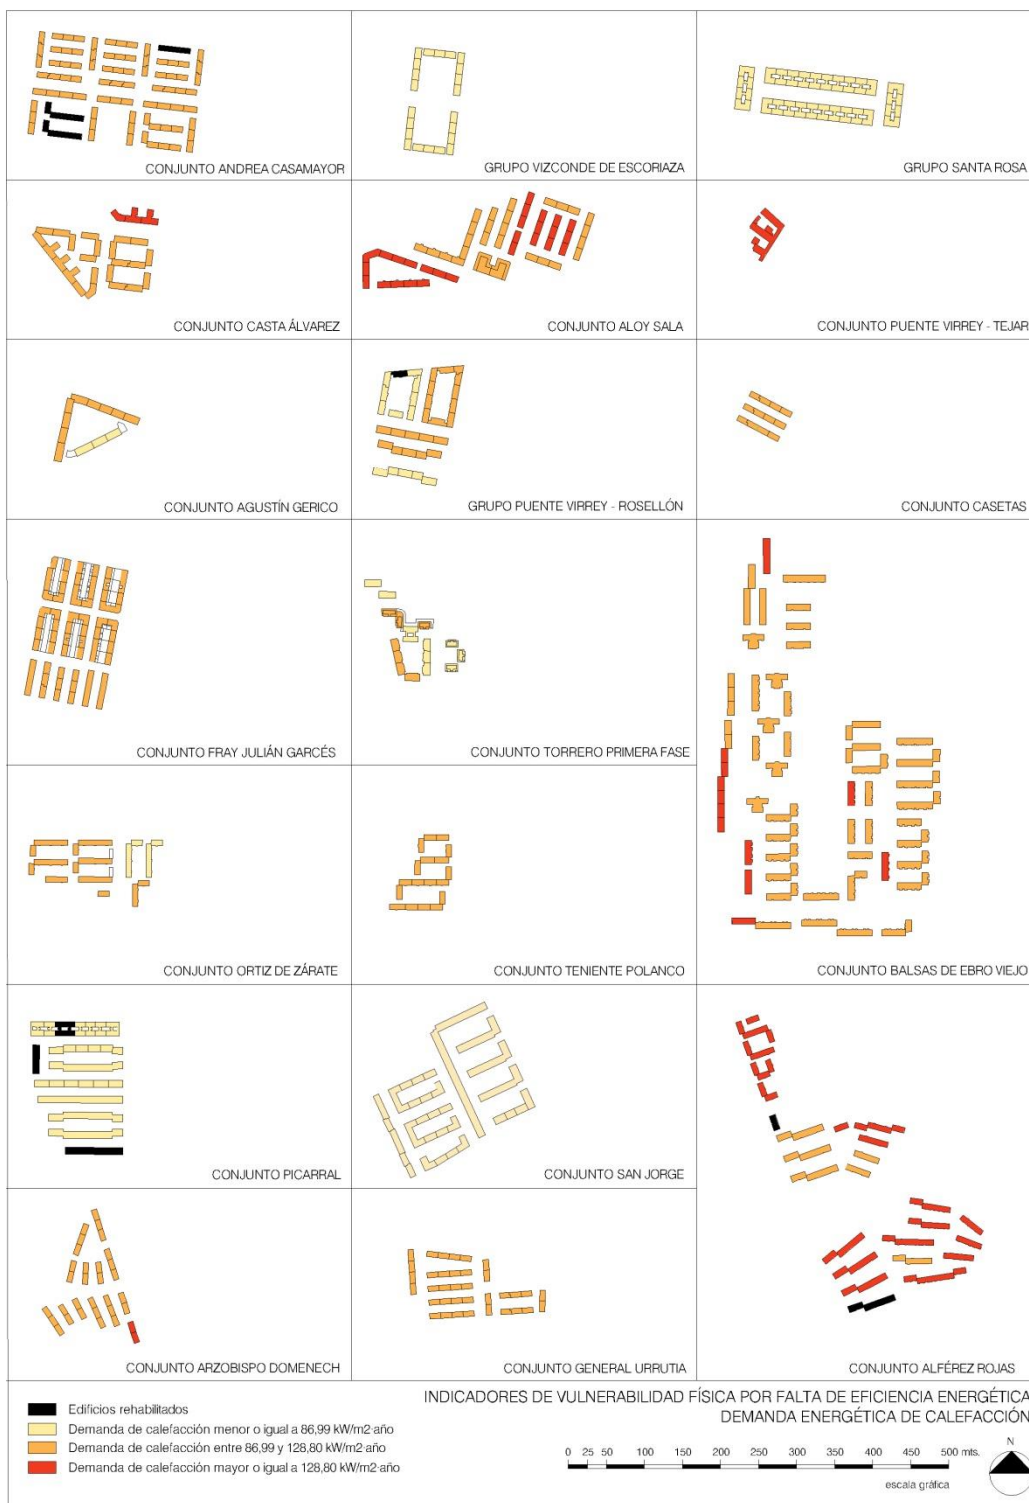 CONJUNTO ANDREA CASAMAYOR
GRUPO VIZCONDE DE ESCORIAZA
GRUPO SANTA ROSA
CONJUNTO CASTA ÁLVAREZ
CONJUNTO ALOY SALA
CONJUNTO PUENTE VIRREY - TEJAR
CONJUNTO AGUSTÍN GERICO
GRUPO PUENTE VIRREY - ROSELLÓN
CONJUNTO CASETAS
CONJUNTO FRAY JULIÁN GARCÉS
CONJUNTO TORRERO PRIMERA FASE
CONJUNTO ORTIZ DE ZÁRATE
CONJUNTO TENIENTE POLANCO
CONJUNTO BALSAS DE EBRO VIEJO
CONJUNTO PICARRAL
CONJUNTO SAN JORGE
CONJUNTO ARZOBISPO DOMENECH
CONJUNTO GENERAL URRUTIA
CONJUNTO ALFÉREZ ROJAS
INDICADORES DE VULNERABILIDAD FÍSICA POR FALTA DE EFICIENCIA ENERGÉTICA
DEMANDA ENERGÉTICA DE CALEFACCIÓN
Edificios rehabilitados
Demanda de calefacción menor o igual a 86,99 kW/m2·año
Demanda de calefacción entre 86,99 y 128,80 kW/m2·año
Demanda de calefacción mayor o igual a 128,80 kW/m2·año
0 25 50 100 150 200 250 300 350 400 450 500 mts.
escala gráfica
N